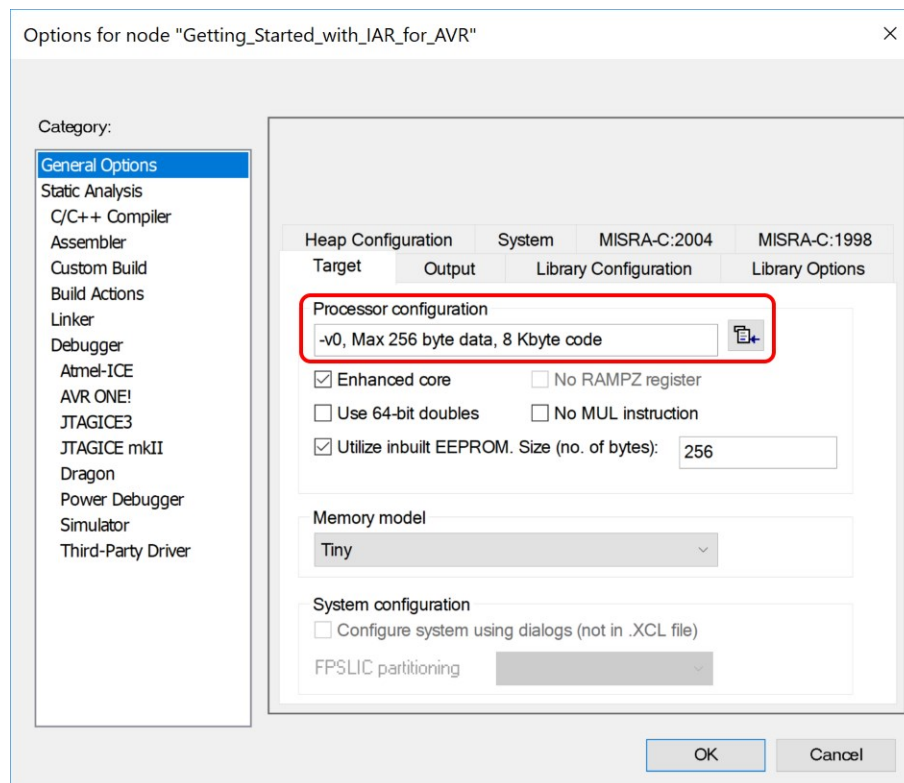 Options for node "Getting_Started_with_IAR_for_AVR"
Category:
General Options
Static Analysis
C/C++ Compiler
Assembler
Custom Build
Build Actions
Linker
Debugger
Atmel-ICE
AVR ONE!
JTAGICE3
JTAGICE mkII
Dragon
Power Debugger
Simulator
Third-Party Driver
Heap Configuration System MISRA-C:2004 MISRA-C:1998
Target Output Library Configuration Library Options
Processor configuration
-v0, Max 256 byte data, 8 Kbyte code
Enhanced core No RAMPZ register
Use 64-bit doubles No MUL instruction
Utilize inbuilt EEPROM. Size (no. of bytes): 256
Memory model
Tiny
System configuration
Configure system using dialogs (not in .XCL file)
FPSLIC partitioning
OK Cancel